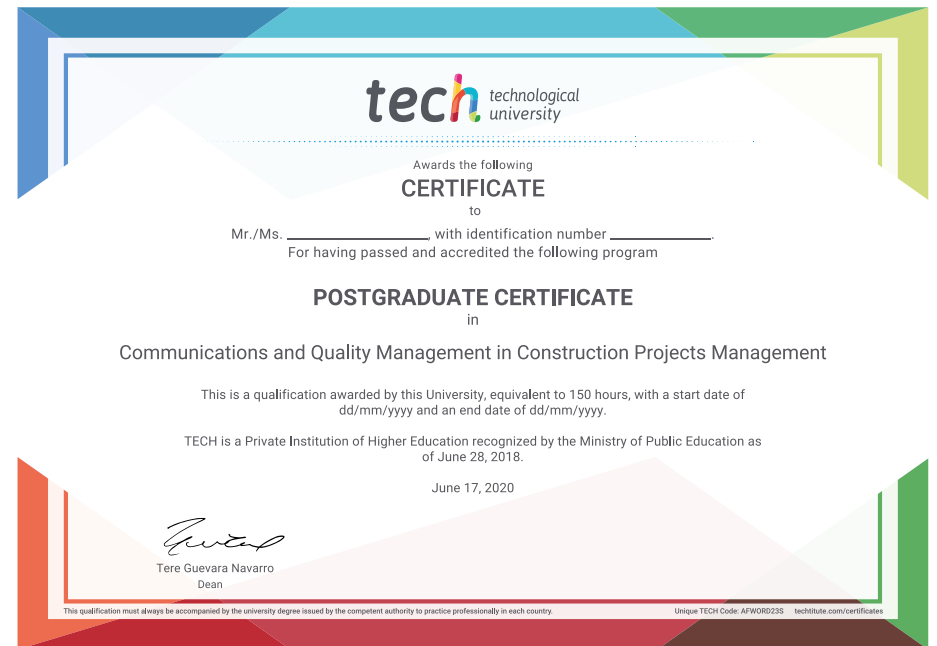 tech technological
university
Awards the following
CERTIFICATE
to
Mr./Ms. ____________________, with identification number ______________.
For having passed and accredited the following program
POSTGRADUATE CERTIFICATE
in
Communications and Quality Management in Construction Projects Management
This is a qualification awarded by this University, equivalent to 150 hours, with a start date of
dd/mm/yyyy and an end date of dd/mm/yyyy.
TECH is a Private Institution of Higher Education recognized by the Ministry of Public Education as
of June 28, 2018.
June 17, 2020
Tere Guevara Navarro
Dean
This qualification must always be accompanied by the university degree issued by the competent authority to practice professionally in each country.
Unique TECH Code: AFWORD23S techtitute.com/certificates